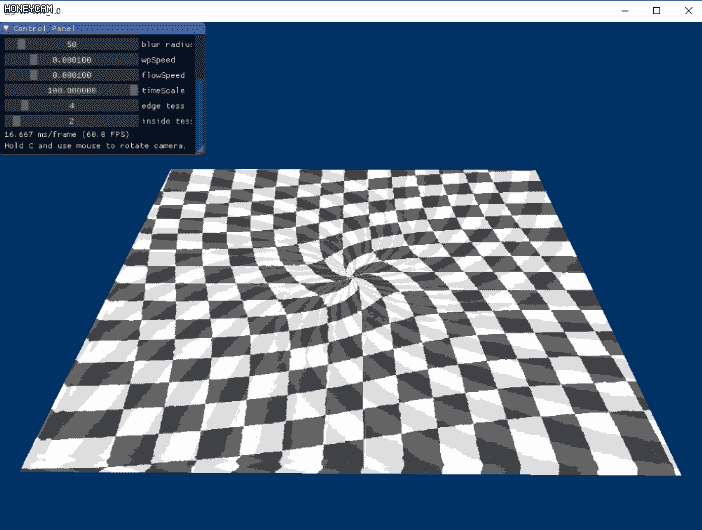 HONEYCAM
Control Panel
50 blur radiu
0.000100 wpSpeed
0.000100 flowSpeed
100.000000 timeScale
4 edge tess
2 inside tes
16.667 ms/frame (60.0 FPS)
Hold C and use mouse to rotate camera.